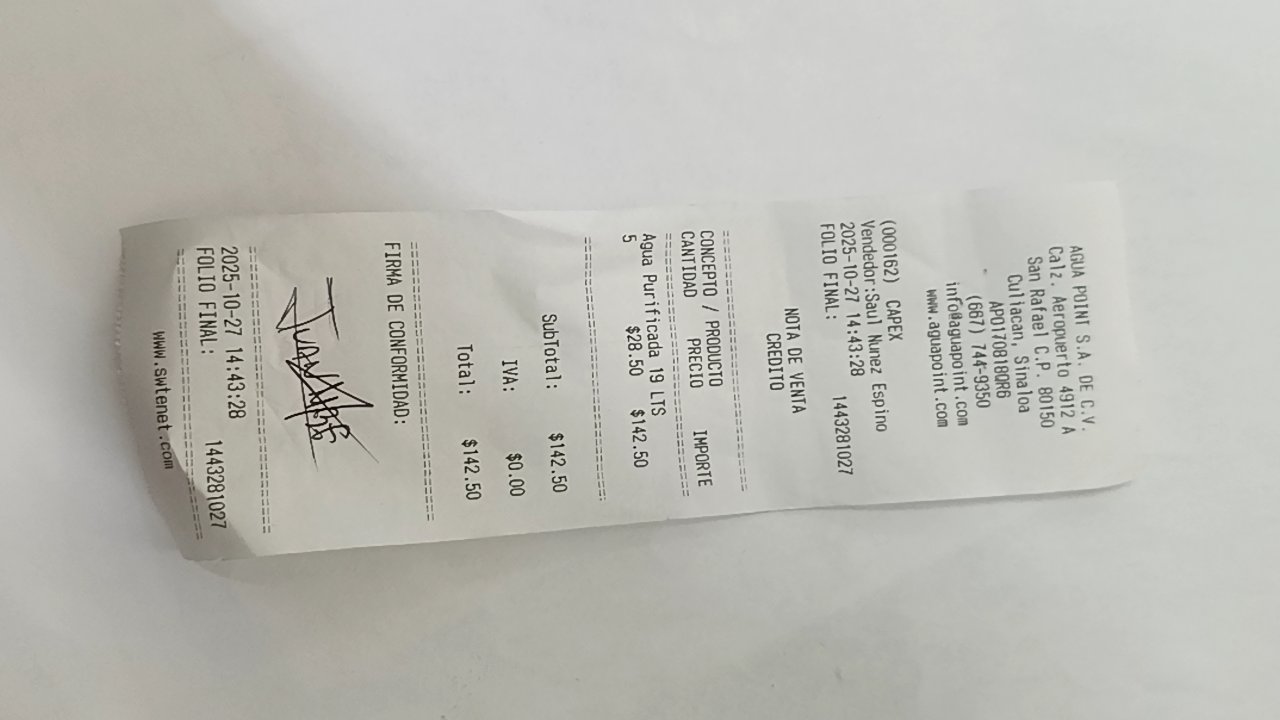 AGUA POINT S.A. DE C.V.
Calz. Aeropuerto 4912 A
San Rafael C.P. 80150
Culiacan, Sinaloa
APO1708180R6
(667) 744-9350
info@aguapoint.com
www.aguapoint.com
(000162) CAPEX
Vendedor:Saul Nunez Espino
2025-10-27 14:43:28
FOLIO FINAL: 1443281027
NOTA DE VENTA
CREDITO
CONCEPTO / PRODUCTO
CANTIDAD PRECIO IMPORTE
Agua Purificada 19 LTS
5 $28.50 $142.50
SubTotal: $142.50
IVA: $0.00
Total: $142.50
FIRMA DE CONFORMIDAD:
2025-10-27 14:43:28
FOLIO FINAL: 1443281027
www.swtenet.com